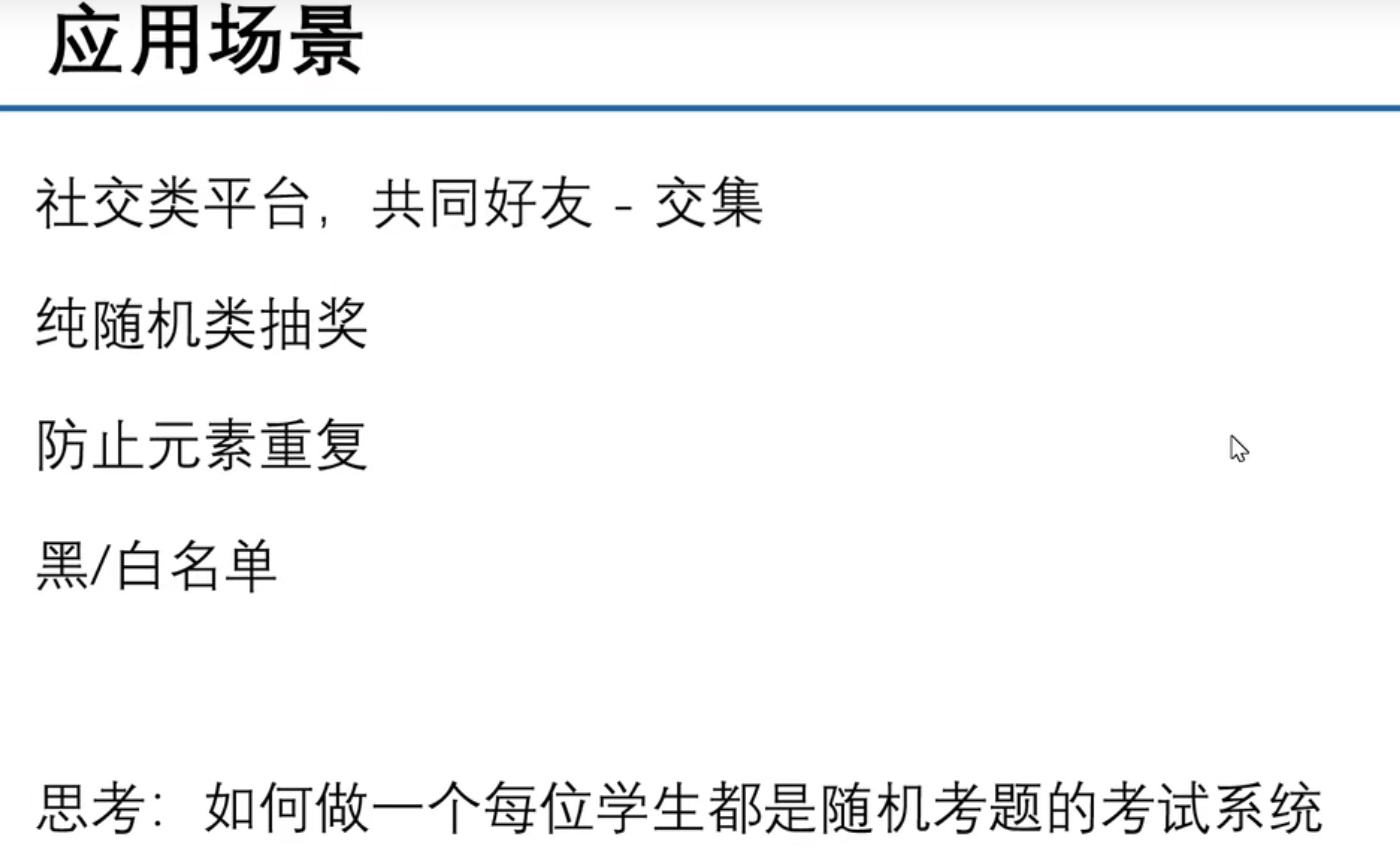 应用场景
社交类平台，共同好友 - 交集
纯随机类抽奖
防止元素重复
黑/白名单
思考：如何做一个每位学生都是随机考题的考试系统